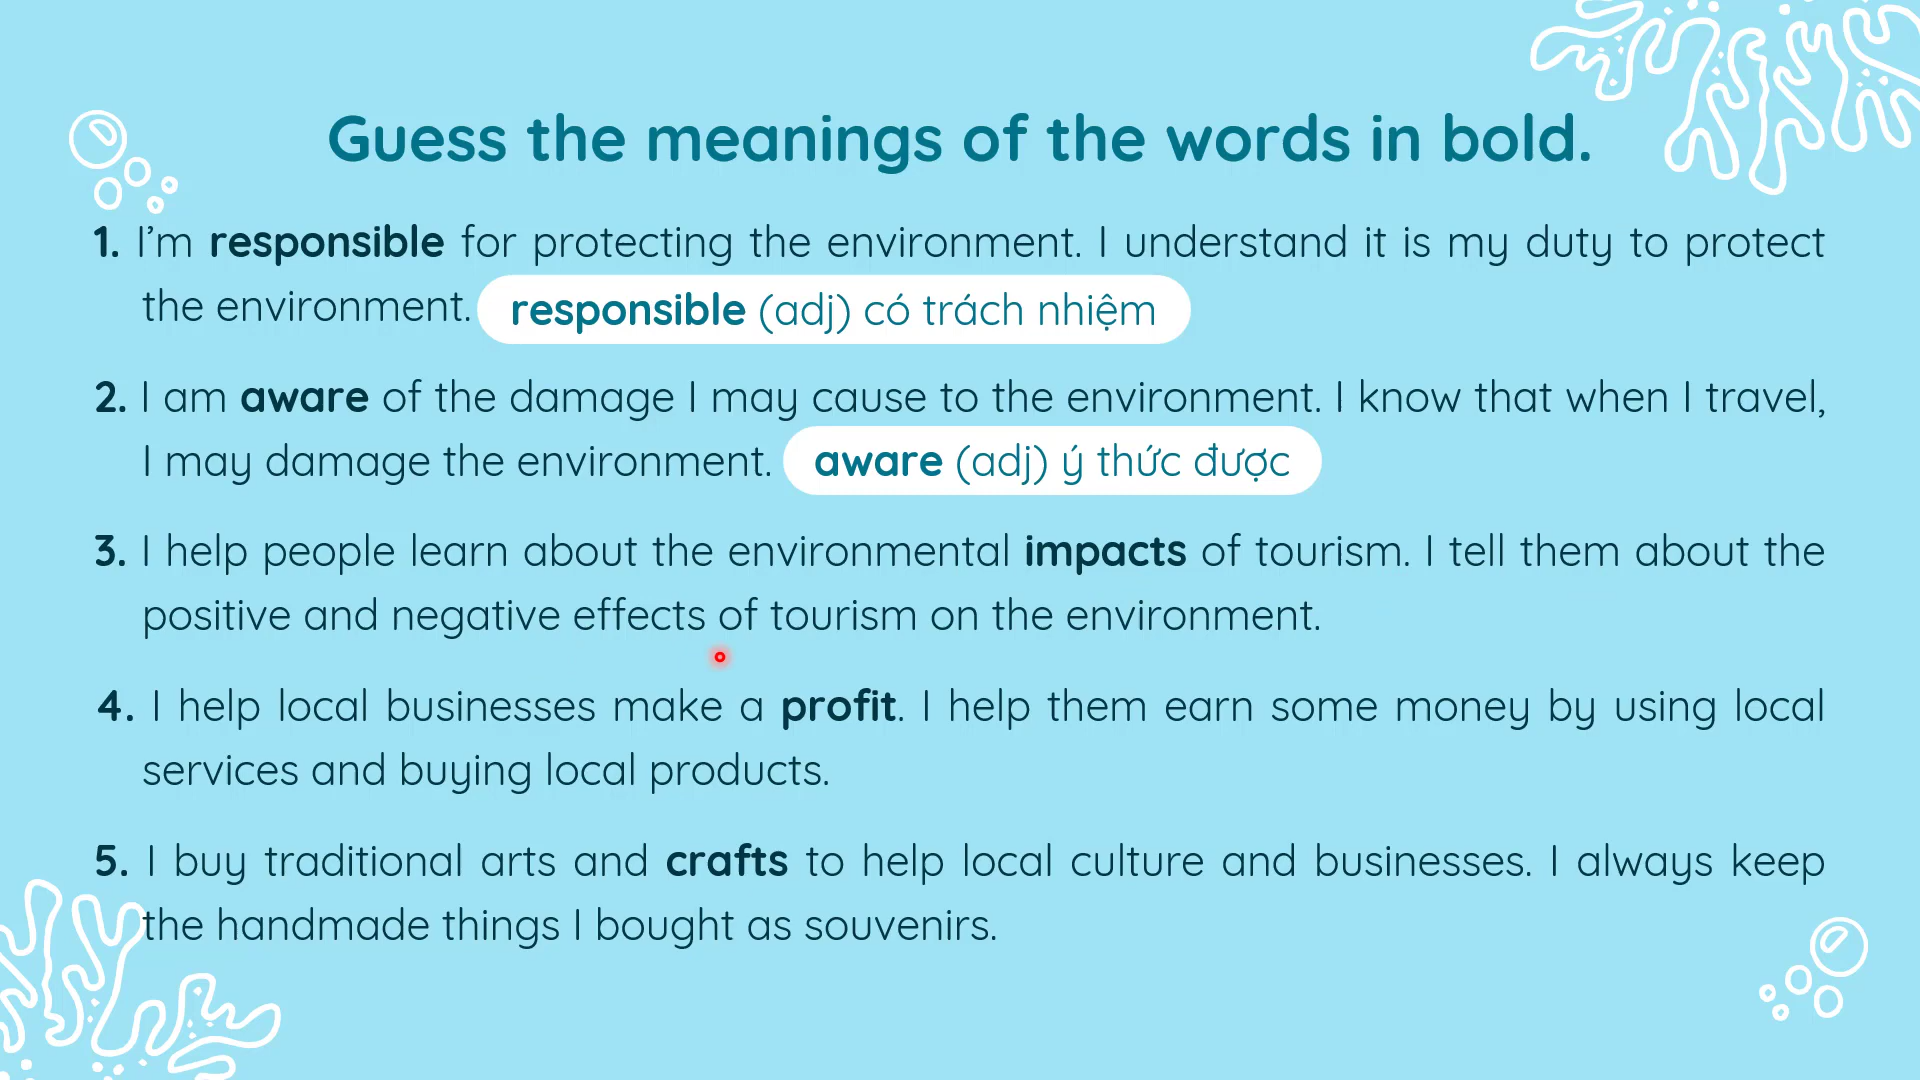 Guess the meanings of the words in bold.
1. I'm responsible for protecting the environment. I understand it is my duty to protect
the environment. responsible (adj) có trách nhiệm
2. I am aware of the damage I may cause to the environment. I know that when I travel,
I may damage the environment. aware (adj) ý thức được
3. I help people learn about the environmental impacts of tourism. I tell them about the
positive and negative effects of tourism on the environment.
4. I help local businesses make a profit. I help them earn some money by using local
services and buying local products.
5. I buy traditional arts and crafts to help local culture and businesses. I always keep
the handmade things I bought as souvenirs.